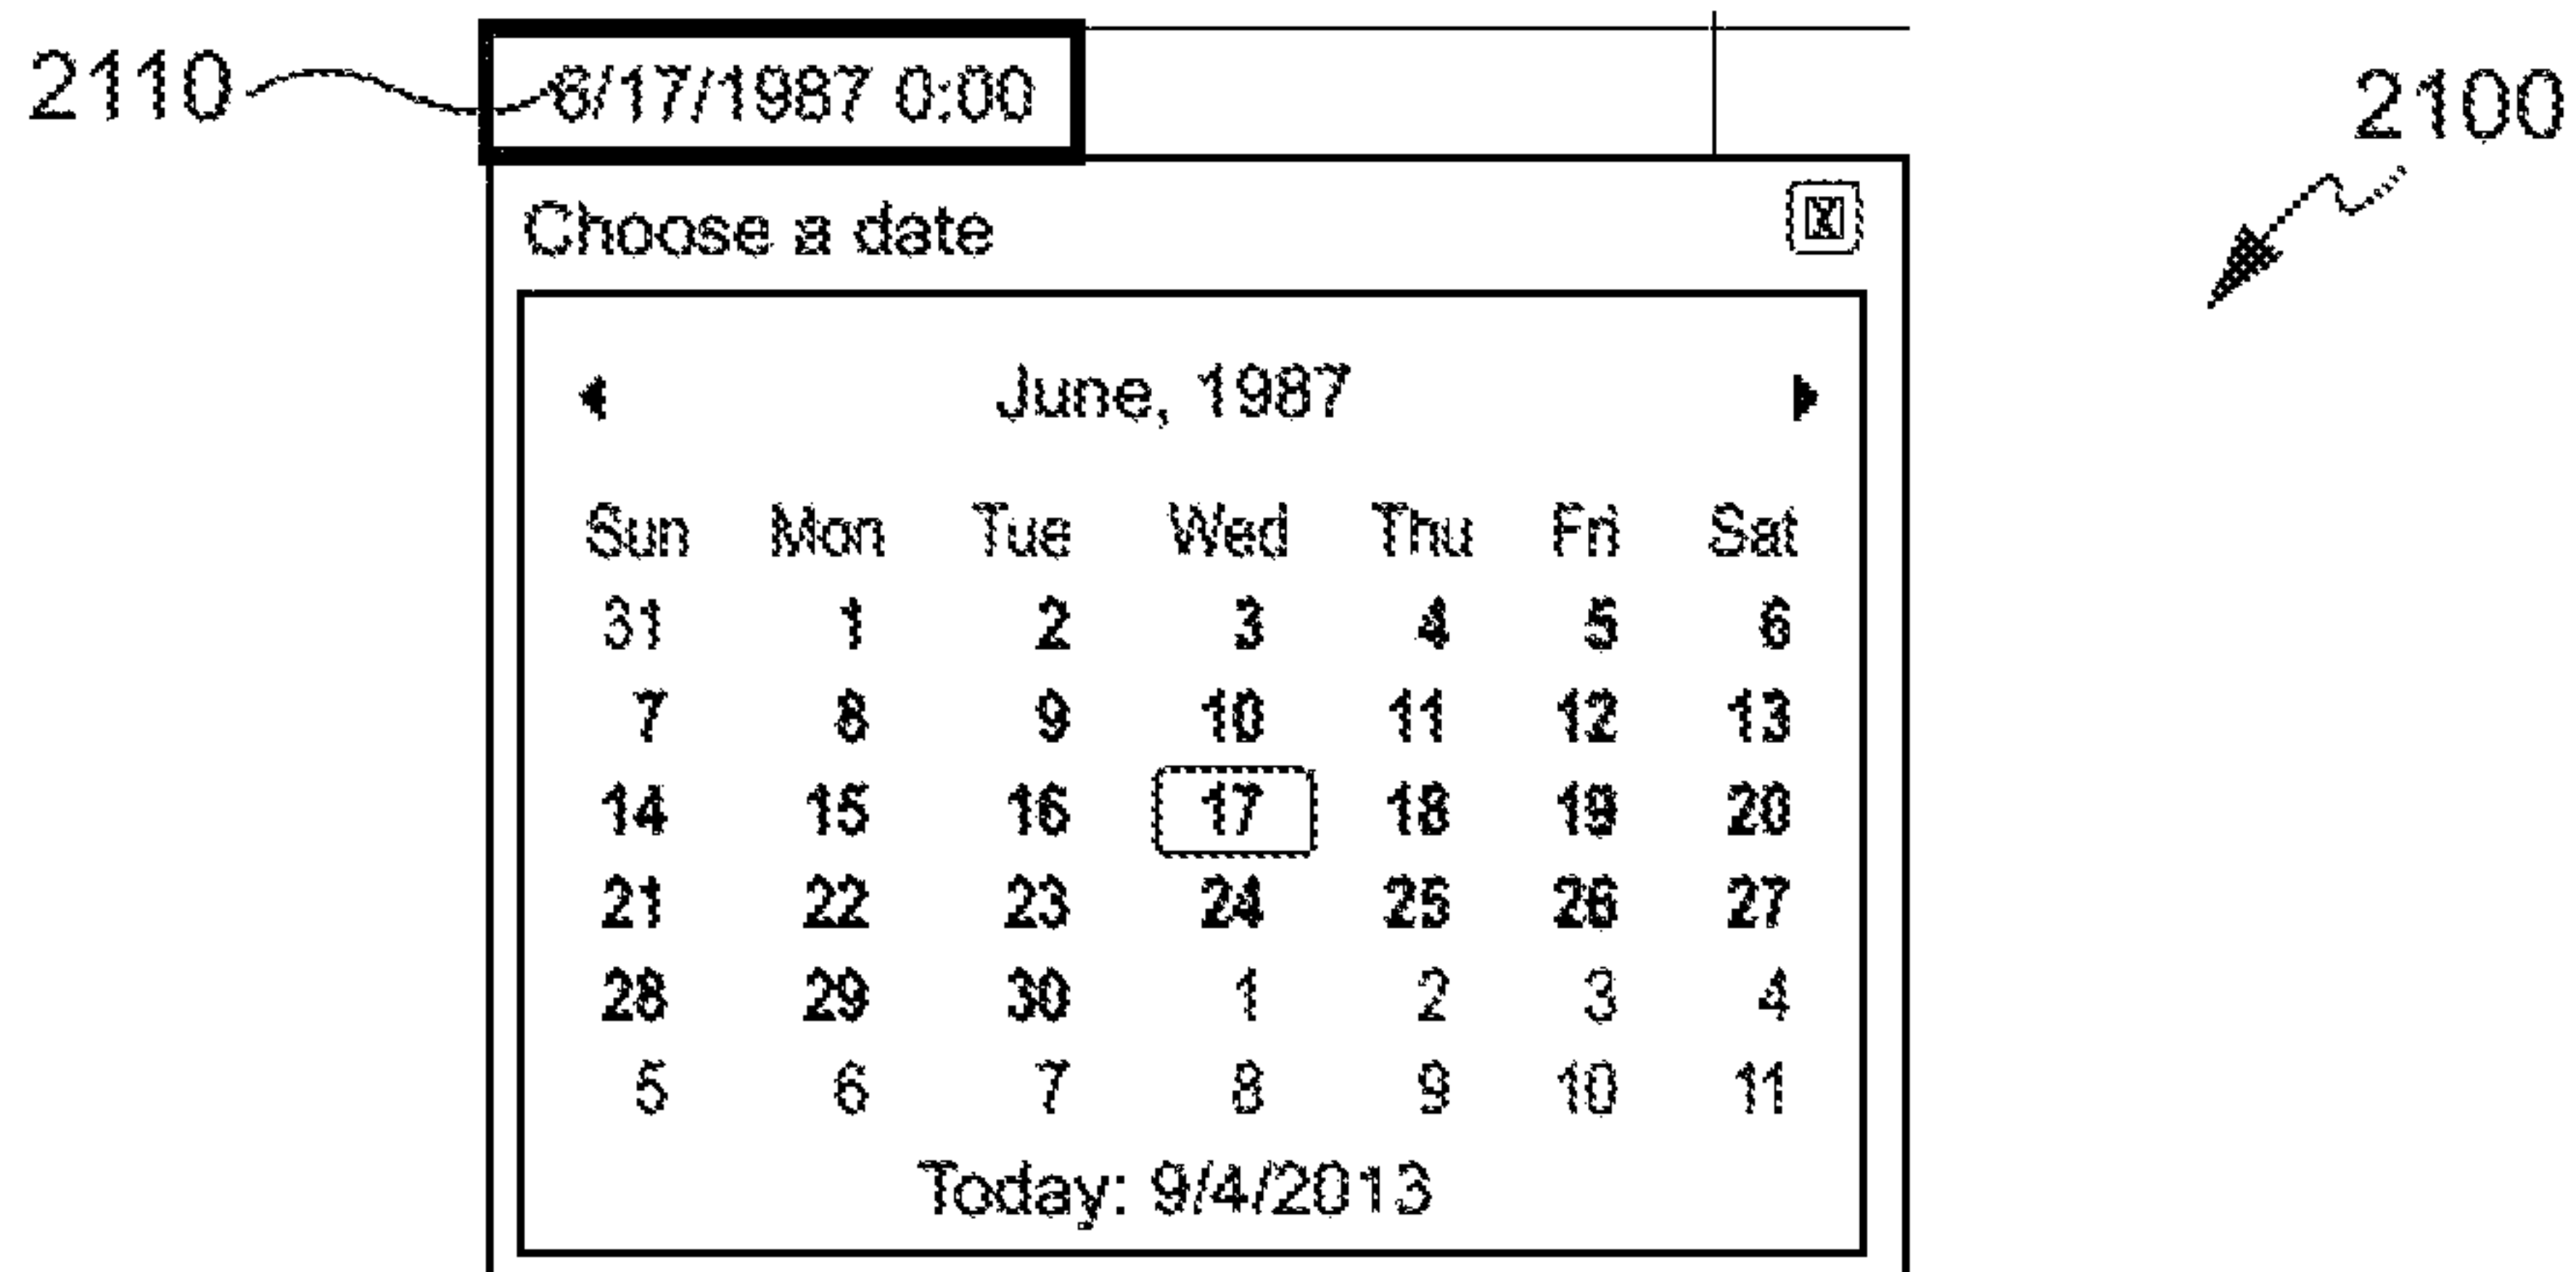 2110 6/17/1987 0:00 2100
Choose a date X
June, 1987
Sun Mon Tue Wed Thu Fri Sat
31 1 2 3 4 5 6
7 8 9 10 11 12 13
14 15 16 17 18 19 20
21 22 23 24 25 26 27
28 29 30 1 2 3 4
5 6 7 8 9 10 11
Today: 9/4/2013